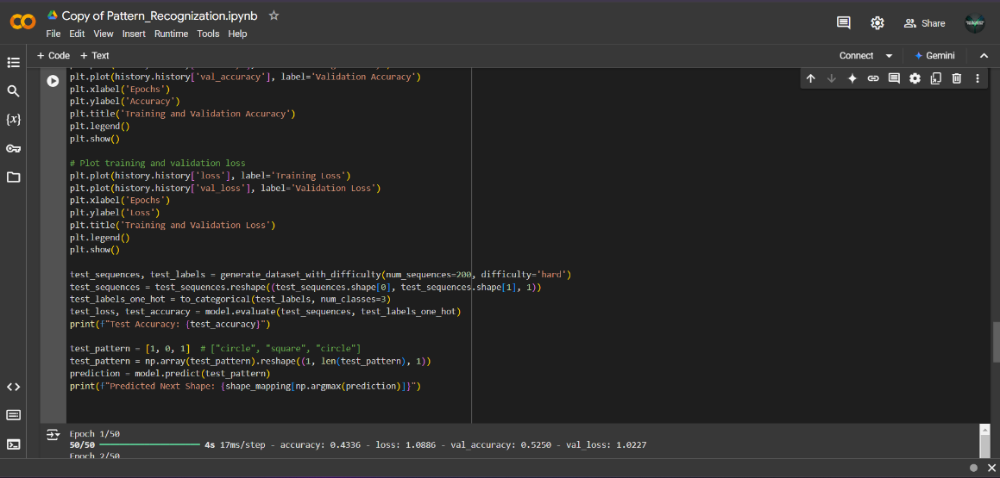 Copy of Pattern_Recognization.ipynb
File Edit View Insert Runtime Tools Help
Share
+ Code + Text
Connect
Gemini
plt.plot(history.history['val_accuracy'], label='Validation Accuracy')
plt.xlabel('Epochs')
plt.ylabel('Accuracy')
plt.title('Training and Validation Accuracy')
plt.legend()
plt.show()
# Plot training and validation loss
plt.plot(history.history['loss'], label='Training Loss')
plt.plot(history.history['val_loss'], label='Validation Loss')
plt.xlabel('Epochs')
plt.ylabel('Loss')
plt.title('Training and Validation Loss')
plt.legend()
plt.show()
test_sequences, test_labels = generate_dataset_with_difficulty(num_sequences=200, difficulty='hard')
test_sequences = test_sequences.reshape((test_sequences.shape[0], test_sequences.shape[1], 1))
test_labels_one_hot = to_categorical(test_labels, num_classes=3)
test_loss, test_accuracy = model.evaluate(test_sequences, test_labels_one_hot)
print(f"Test Accuracy: {test_accuracy}")
test_pattern = [1, 0, 1]  # ["circle", "square", "circle"]
test_pattern = np.array(test_pattern).reshape((1, len(test_pattern), 1))
prediction = model.predict(test_pattern)
print(f"Predicted Next Shape: {shape_mapping[np.argmax(prediction)]}")
Epoch 1/50
50/50 4s 17ms/step - accuracy: 0.4336 - loss: 1.0886 - val_accuracy: 0.5250 - val_loss: 1.0227
Epoch 2/50